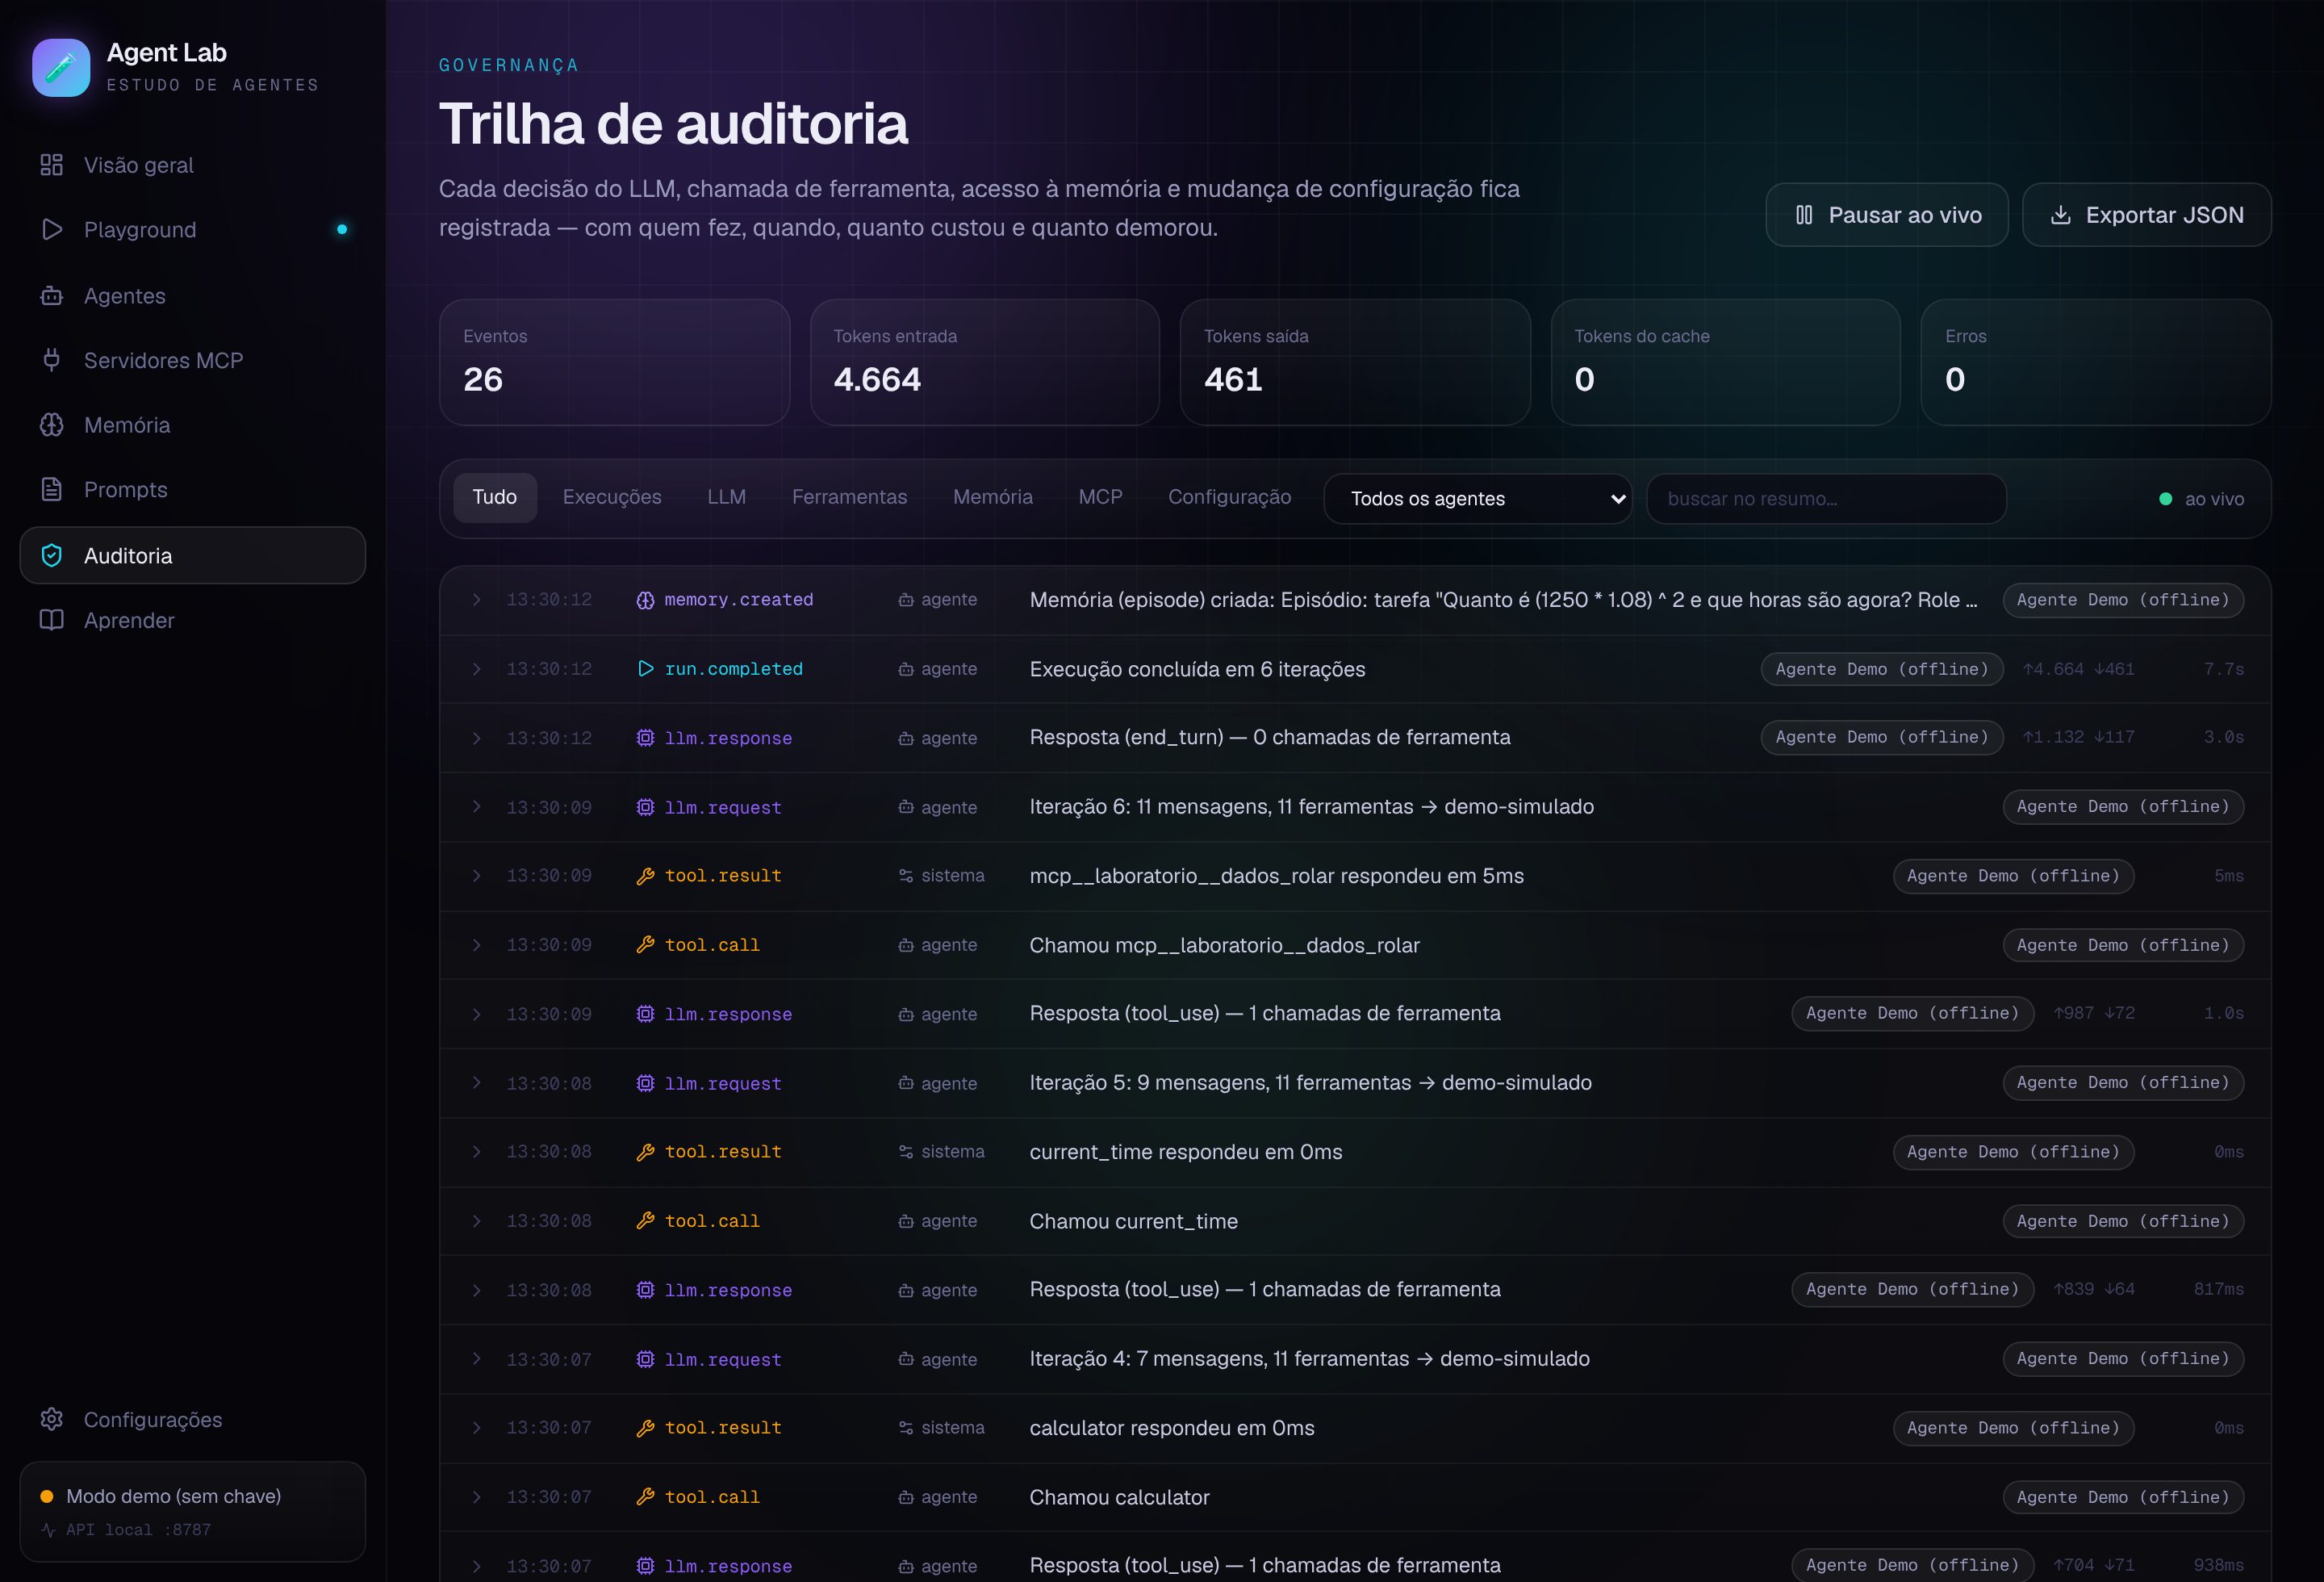 Agent Lab
ESTUDO DE AGENTES
Visão geral
Playground
Agentes
Servidores MCP
Memória
Prompts
Auditoria
Aprender
Configurações
Modo demo (sem chave)
API local :8787
GOVERNANÇA
Trilha de auditoria
Cada decisão do LLM, chamada de ferramenta, acesso à memória e mudança de configuração fica
registrada — com quem fez, quando, quanto custou e quanto demorou.
Pausar ao vivo
Exportar JSON
Eventos
26
Tokens entrada
4.664
Tokens saída
461
Tokens do cache
0
Erros
0
Tudo Execuções LLM Ferramentas Memória MCP Configuração Todos os agentes buscar no resumo… ao vivo
13:30:12 memory.created agente Memória (episode) criada: Episódio: tarefa "Quanto é (1250 * 1.08) ^ 2 e que horas são agora? Role … Agente Demo (offline)
13:30:12 run.completed agente Execução concluída em 6 iterações Agente Demo (offline) ↑4.664 ↓461 7.7s
13:30:12 llm.response agente Resposta (end_turn) — 0 chamadas de ferramenta Agente Demo (offline) ↑1.132 ↓117 3.0s
13:30:09 llm.request agente Iteração 6: 11 mensagens, 11 ferramentas → demo-simulado Agente Demo (offline)
13:30:09 tool.result sistema mcp__laboratorio__dados_rolar respondeu em 5ms Agente Demo (offline) 5ms
13:30:09 tool.call agente Chamou mcp__laboratorio__dados_rolar Agente Demo (offline)
13:30:09 llm.response agente Resposta (tool_use) — 1 chamadas de ferramenta Agente Demo (offline) ↑987 ↓72 1.0s
13:30:08 llm.request agente Iteração 5: 9 mensagens, 11 ferramentas → demo-simulado Agente Demo (offline)
13:30:08 tool.result sistema current_time respondeu em 0ms Agente Demo (offline) 0ms
13:30:08 tool.call agente Chamou current_time Agente Demo (offline)
13:30:08 llm.response agente Resposta (tool_use) — 1 chamadas de ferramenta Agente Demo (offline) ↑839 ↓64 817ms
13:30:07 llm.request agente Iteração 4: 7 mensagens, 11 ferramentas → demo-simulado Agente Demo (offline)
13:30:07 tool.result sistema calculator respondeu em 0ms Agente Demo (offline) 0ms
13:30:07 tool.call agente Chamou calculator Agente Demo (offline)
13:30:07 llm.response agente Resposta (tool_use) — 1 chamadas de ferramenta Agente Demo (offline) ↑704 ↓71 938ms